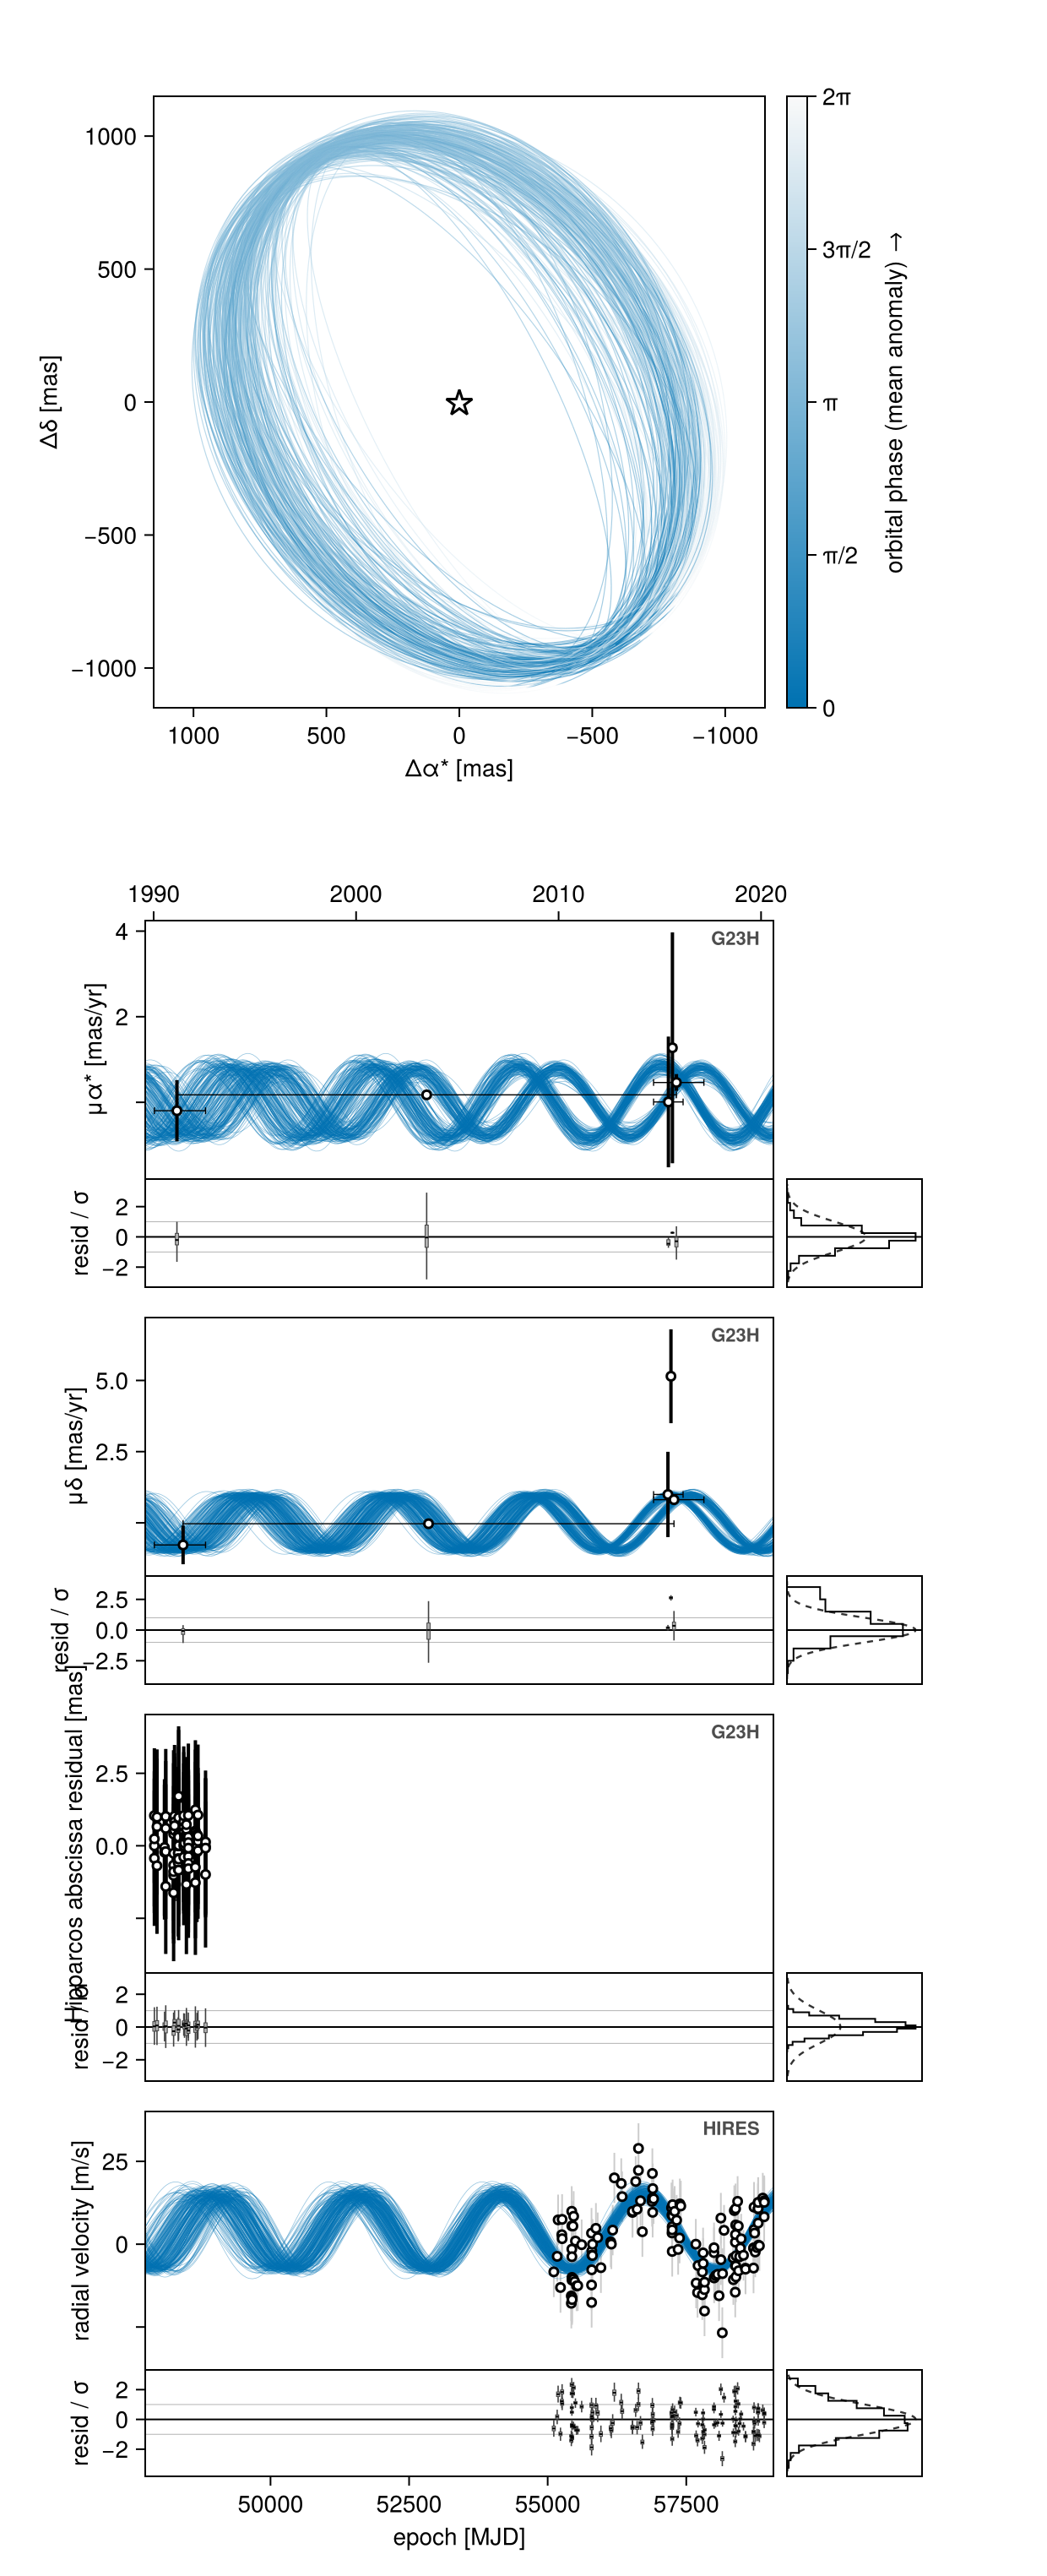 1000
500
0
−500
−1000
Δδ [mas]
1000
500
0
−500
−1000
Δα* [mas]
2π
3π/2
π
π/2
0
orbital phase (mean anomaly) →
1990
2000
2010
2020
G23H
4
2
μα* [mas/yr]
2
0
−2
resid / σ
G23H
5.0
2.5
μδ [mas/yr]
2.5
0.0
−2.5
resid / σ
G23H
2.5
0.0
Hipparcos abscissa residual [mas]
2
0
−2
resid / σ
HIRES
25
0
radial velocity [m/s]
2
0
−2
resid / σ
50000
52500
55000
57500
epoch [MJD]